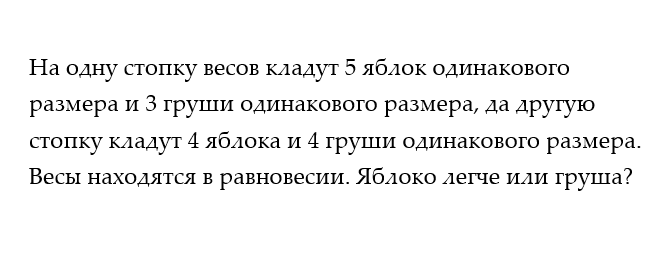 На одну стопку весов кладут 5 яблок одинакового
размера и 3 груши одинакового размера, да другую
стопку кладут 4 яблока и 4 груши одинакового размера.
Весы находятся в равновесии. Яблоко легче или груша?